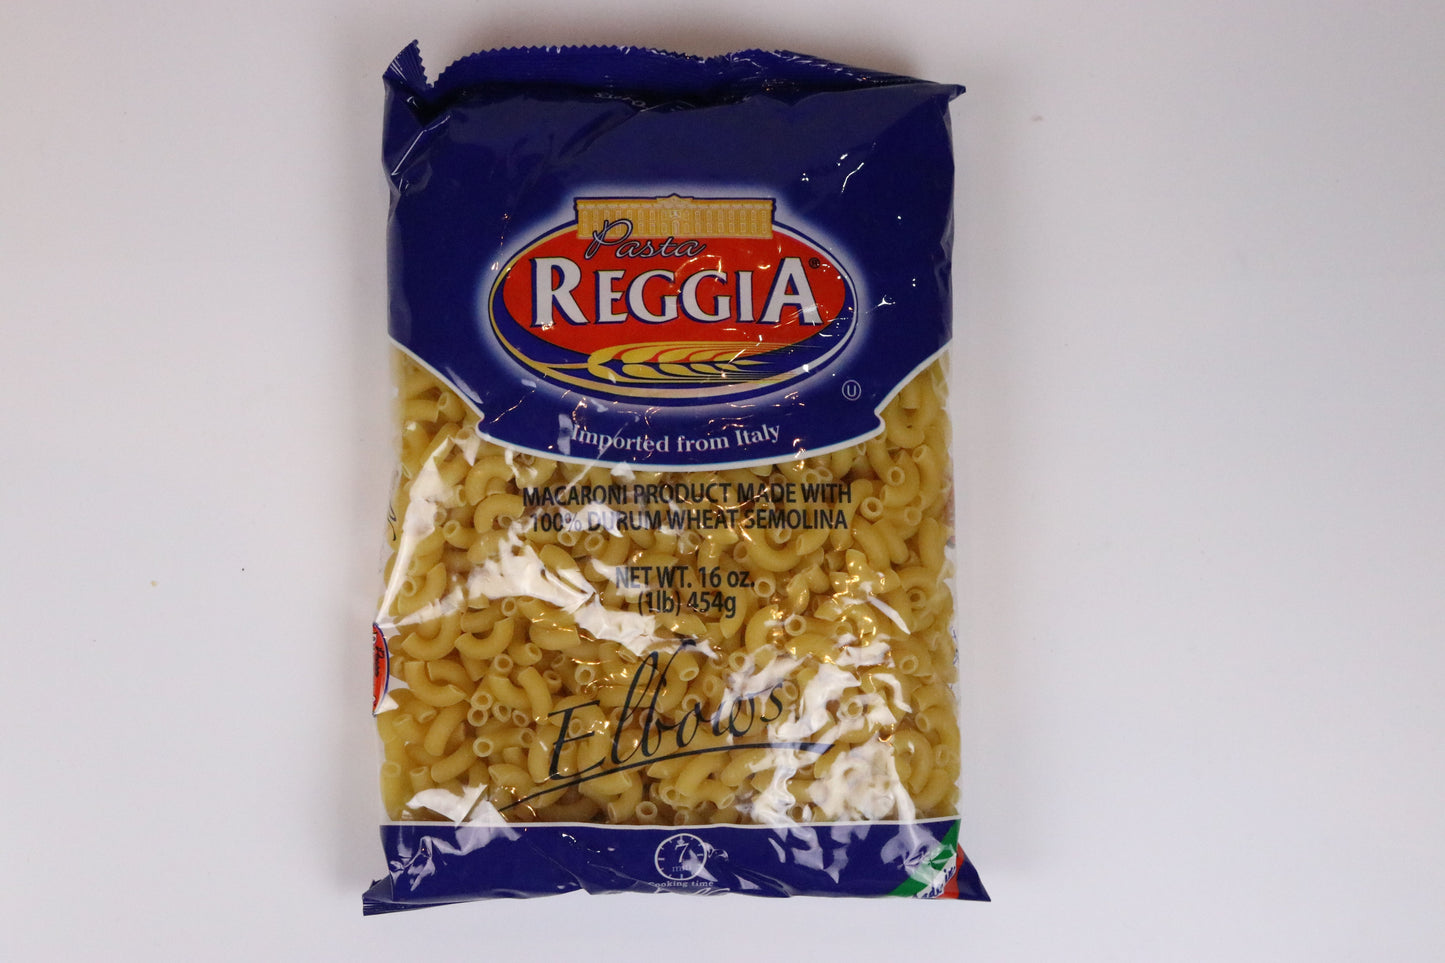 Pasta
REGGIA®
U
Imported from Italy
MACARONI PRODUCT MADE WITH
100% DURUM WHEAT SEMOLINA
NET WT. 16 oz.
(1lb) 454g
Elbows
7
min
Cooking time